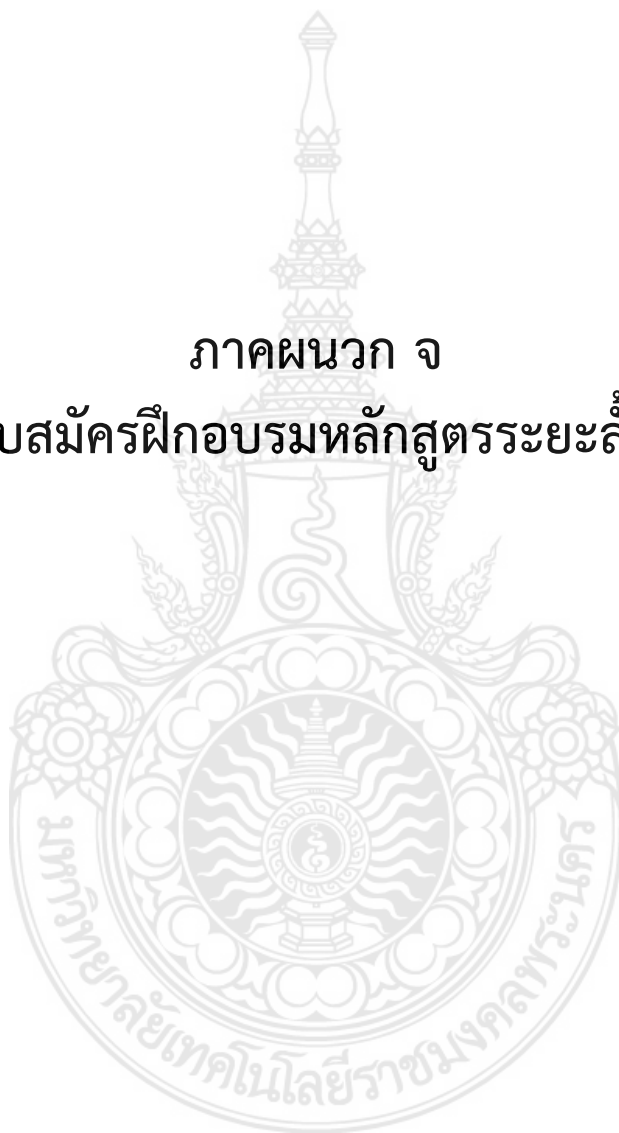 ภาคผนวก จ
บสมัครฝึกอบรมหลักสูตรระยะสั้
มหาวิทยาลัยเทคโนโลยีราชมงคลพระนคร